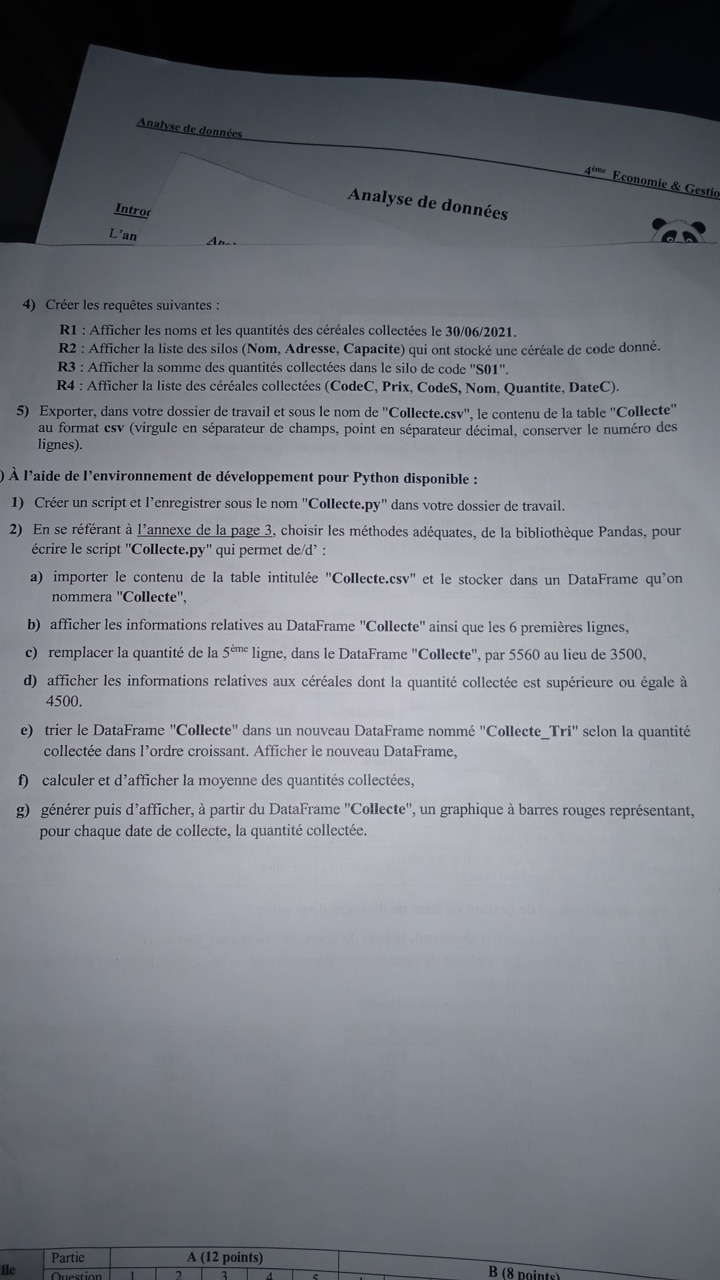 Analyse de données
4ème Economie & Gestio
Analyse de données
Intro
L'an
An
4) Créer les requêtes suivantes :
R1 : Afficher les noms et les quantités des céréales collectées le 30/06/2021.
R2 : Afficher la liste des silos (Nom, Adresse, Capacite) qui ont stocké une céréale de code donné.
R3 : Afficher la somme des quantités collectées dans le silo de code "S01".
R4 : Afficher la liste des céréales collectées (CodeC, Prix, CodeS, Nom, Quantite, DateC).
5) Exporter, dans votre dossier de travail et sous le nom de "Collecte.csv", le contenu de la table "Collecte"
au format csv (virgule en séparateur de champs, point en séparateur décimal, conserver le numéro des
lignes).
) À l'aide de l'environnement de développement pour Python disponible :
1) Créer un script et l'enregistrer sous le nom "Collecte.py" dans votre dossier de travail.
2) En se référant à l'annexe de la page 3, choisir les méthodes adéquates, de la bibliothèque Pandas, pour
écrire le script "Collecte.py" qui permet de/d' :
a) importer le contenu de la table intitulée "Collecte.csv" et le stocker dans un DataFrame qu'on
nommera "Collecte",
b) afficher les informations relatives au DataFrame "Collecte" ainsi que les 6 premières lignes,
c) remplacer la quantité de la 5ème ligne, dans le DataFrame "Collecte", par 5560 au lieu de 3500,
d) afficher les informations relatives aux céréales dont la quantité collectée est supérieure ou égale à
4500.
e) trier le DataFrame "Collecte" dans un nouveau DataFrame nommé "Collecte_Tri" selon la quantité
collectée dans l'ordre croissant. Afficher le nouveau DataFrame,
f) calculer et d'afficher la moyenne des quantités collectées,
g) générer puis d'afficher, à partir du DataFrame "Collecte", un graphique à barres rouges représentant,
pour chaque date de collecte, la quantité collectée.
Partie A (12 points) B (8 points)
lle Question 1 2 3 4 5